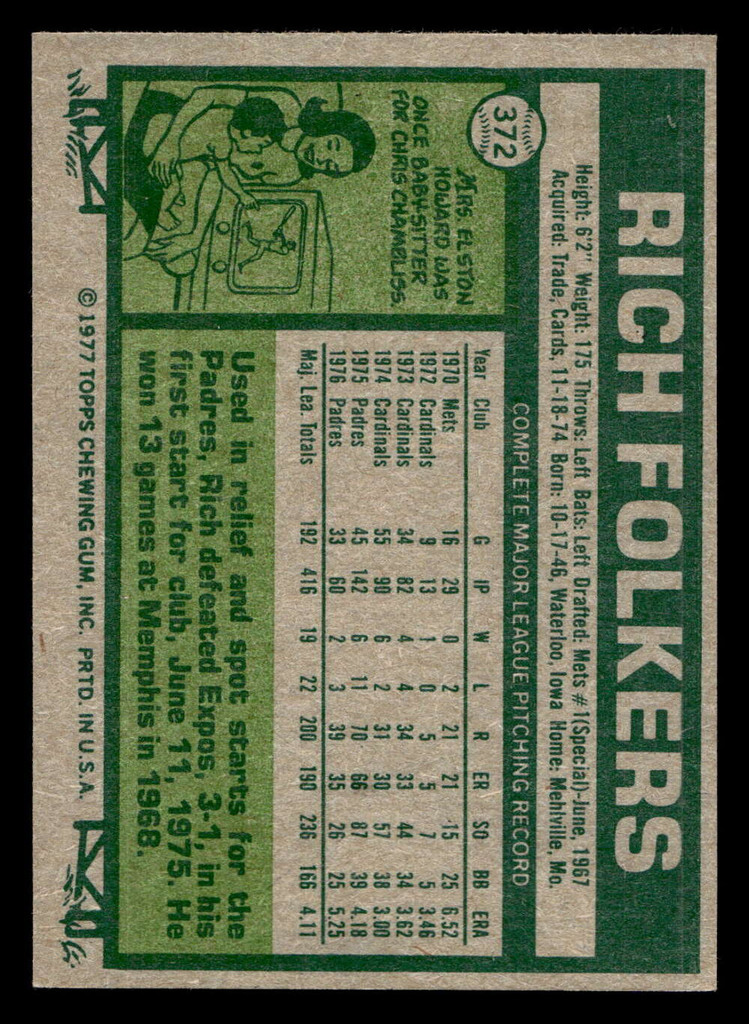 RICH FOLKERS
372
Height: 6'2" Weight: 175 Throws: Left Bats: Left Drafted: Mets #1(Special)-June, 1967
Acquired: Trade, Cards, 11-18-74 Born: 10-17-46, Waterloo, Iowa Home: Mehlville, Mo.
COMPLETE MAJOR LEAGUE PITCHING RECORD
Year Club G IP W L R ER SO BB ERA
1970 Mets 16 29 0 2 21 21 15 25 6.52
1972 Cardinals 9 13 1 0 5 5 7 5 3.46
1973 Cardinals 34 82 4 4 34 33 44 34 3.62
1974 Cardinals 55 90 6 2 31 30 57 38 3.00
1975 Padres 45 142 6 11 70 66 87 39 4.18
1976 Padres 33 60 2 3 39 35 26 25 5.25
Maj. Lea. Totals 192 416 19 22 200 190 236 166 4.11
MRS. ELSTON
HOWARD WAS
ONCE BABY-SITTER
FOR CHRIS CHAMBLISS.
Used in relief and spot starts for the
Padres, Rich defeated Expos, 3-1, in his
first start for club, June 11, 1975. He
won 13 games at Memphis in 1968.
© 1977 TOPPS CHEWING GUM, INC. PRTD. IN U.S.A.